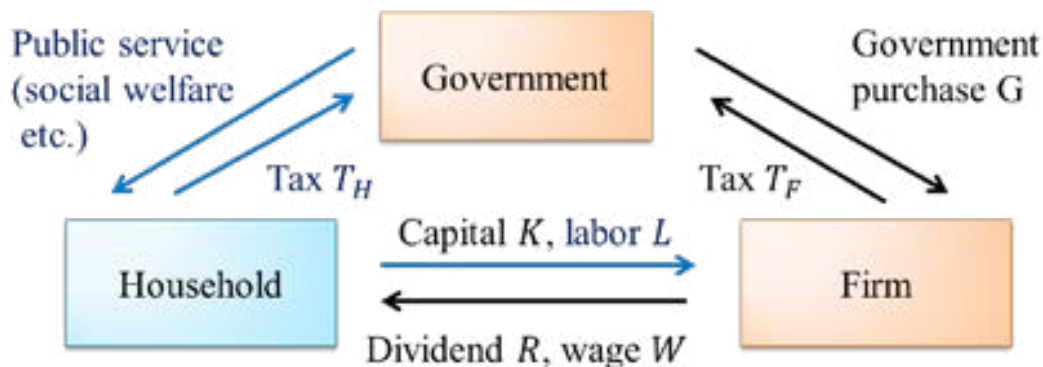 Public service
(social welfare
etc.)
Government
Government
purchase G
Tax T_H
Tax T_F
Capital K, labor L
Household
Firm
Dividend R, wage W